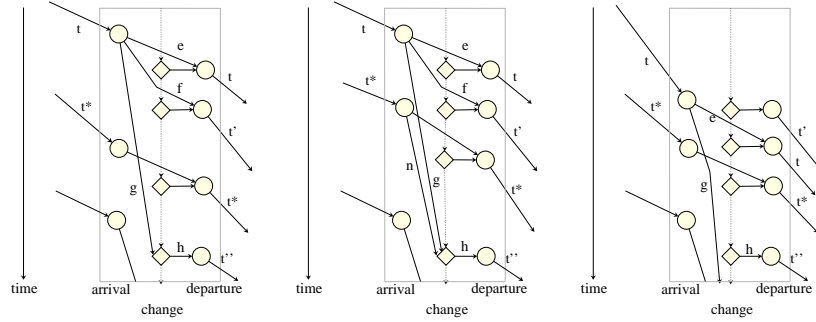 t
e
t
f
t*
t'
g
t*
h
t''
time
arrival
departure
change
t
e
t
t*
f
t'
n
g
t*
h
t''
time
arrival
departure
change
t
t*
e
t'
t
g
t*
h
t''
time
arrival
departure
change